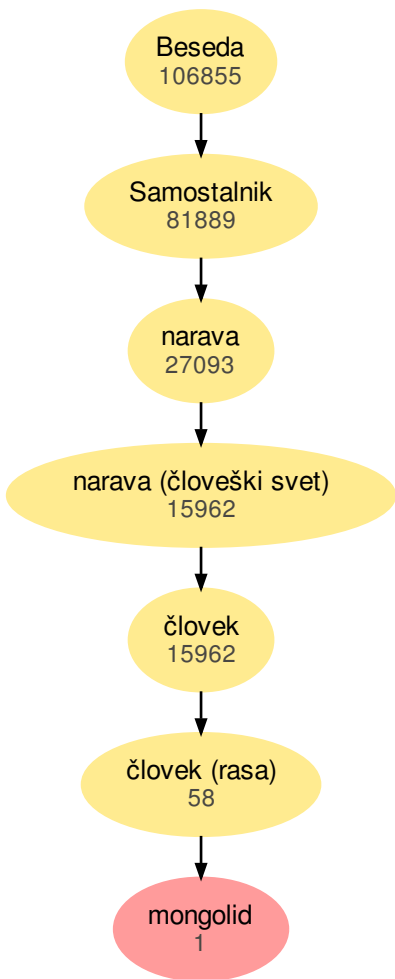 Beseda
106855
Samostalnik
81889
narava
27093
narava (človeški svet)
15962
človek
15962
človek (rasa)
58
mongolid
1